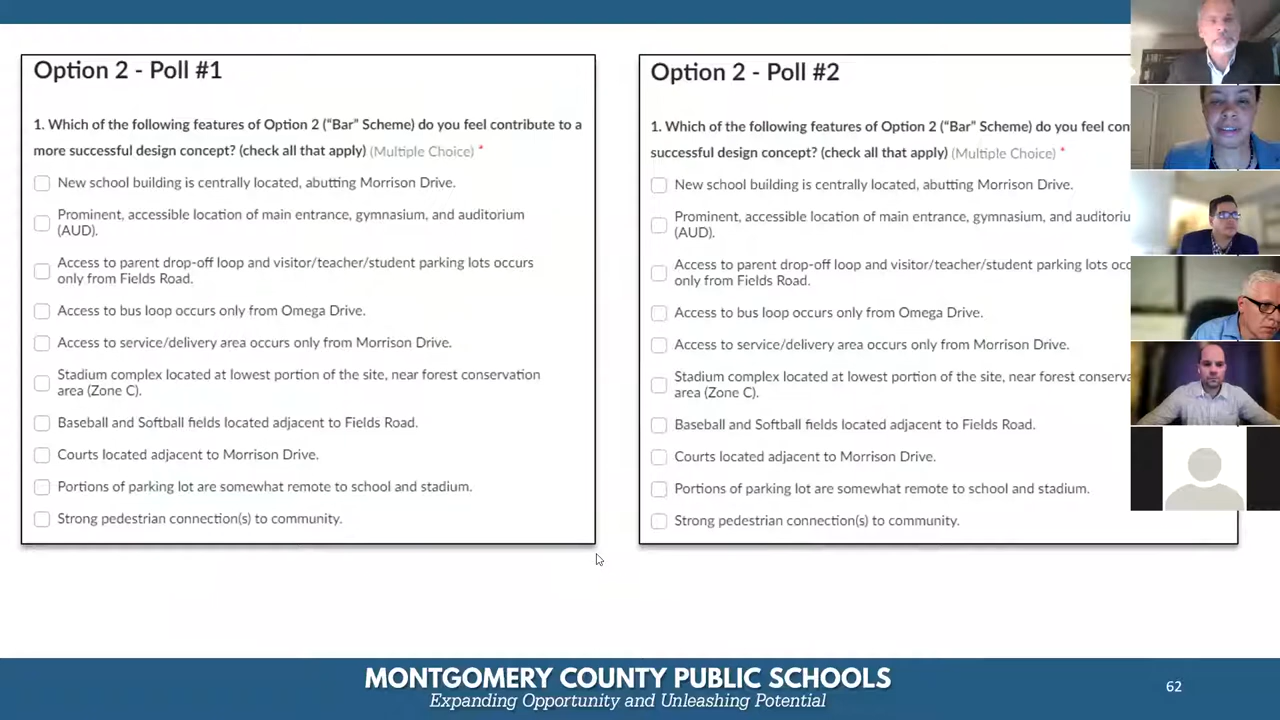 Option 2 - Poll #1
1. Which of the following features of Option 2 ("Bar" Scheme) do you feel contribute to a
more successful design concept? (check all that apply) (Multiple Choice) *
New school building is centrally located, abutting Morrison Drive.
Prominent, accessible location of main entrance, gymnasium, and auditorium
(AUD).
Access to parent drop-off loop and visitor/teacher/student parking lots occurs
only from Fields Road.
Access to bus loop occurs only from Omega Drive.
Access to service/delivery area occurs only from Morrison Drive.
Stadium complex located at lowest portion of the site, near forest conservation
area (Zone C).
Baseball and Softball fields located adjacent to Fields Road.
Courts located adjacent to Morrison Drive.
Portions of parking lot are somewhat remote to school and stadium.
Strong pedestrian connection(s) to community.
Option 2 - Poll #2
1. Which of the following features of Option 2 ("Bar" Scheme) do you feel con
successful design concept? (check all that apply) (Multiple Choice) *
New school building is centrally located, abutting Morrison Drive.
Prominent, accessible location of main entrance, gymnasium, and auditoriu
(AUD).
Access to parent drop-off loop and visitor/teacher/student parking lots occ
only from Fields Road.
Access to bus loop occurs only from Omega Drive.
Access to service/delivery area occurs only from Morrison Drive.
Stadium complex located at lowest portion of the site, near forest conserva
area (Zone C).
Baseball and Softball fields located adjacent to Fields Road.
Courts located adjacent to Morrison Drive.
Portions of parking lot are somewhat remote to school and stadium.
Strong pedestrian connection(s) to community.
MONTGOMERY COUNTY PUBLIC SCHOOLS
Expanding Opportunity and Unleashing Potential
62